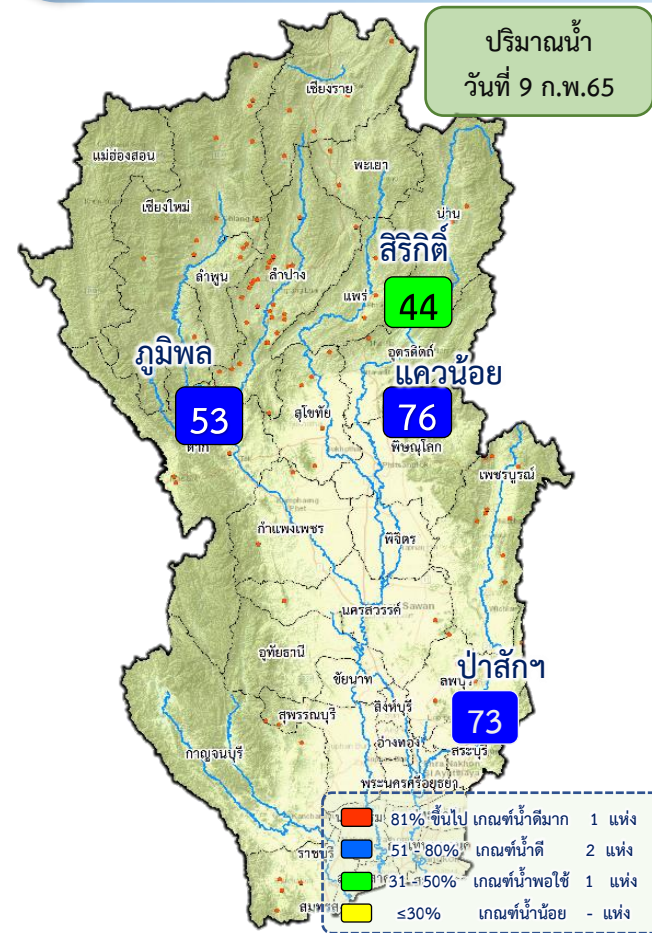 ปริมาณน้ำ
วันที่ 9 ก.พ.65
เชียงราย
แม่ฮ่องสอน
พะเยา
เชียงใหม่
น่าน
สิริกิติ์
ลำพูน
ลำปาง
แพร่
44
ภูมิพล
อุตรดิตถ์
แควน้อย
53
สุโขทัย
76
ตาก
พิษณุโลก
เพชรบูรณ์
กำแพงเพชร
พิจิตร
นครสวรรค์
Sawan
อุทัยธานี
ป่าสักฯ
ชัยนาท
ลพบุรี
สุพรรณบุรี
สิงห์บุรี
73
อ่างทอง
กาญจนบุรี
สระบุรี
พระนครศรีอยุธยา
81% ขึ้นไป เกณฑ์น้ำดีมาก 1 แห่ง
51 - 80% เกณฑ์น้ำดี 2 แห่ง
ราชบุรี
31 - 50% เกณฑ์น้ำพอใช้ 1 แห่ง
≤30% เกณฑ์น้ำน้อย - แห่ง